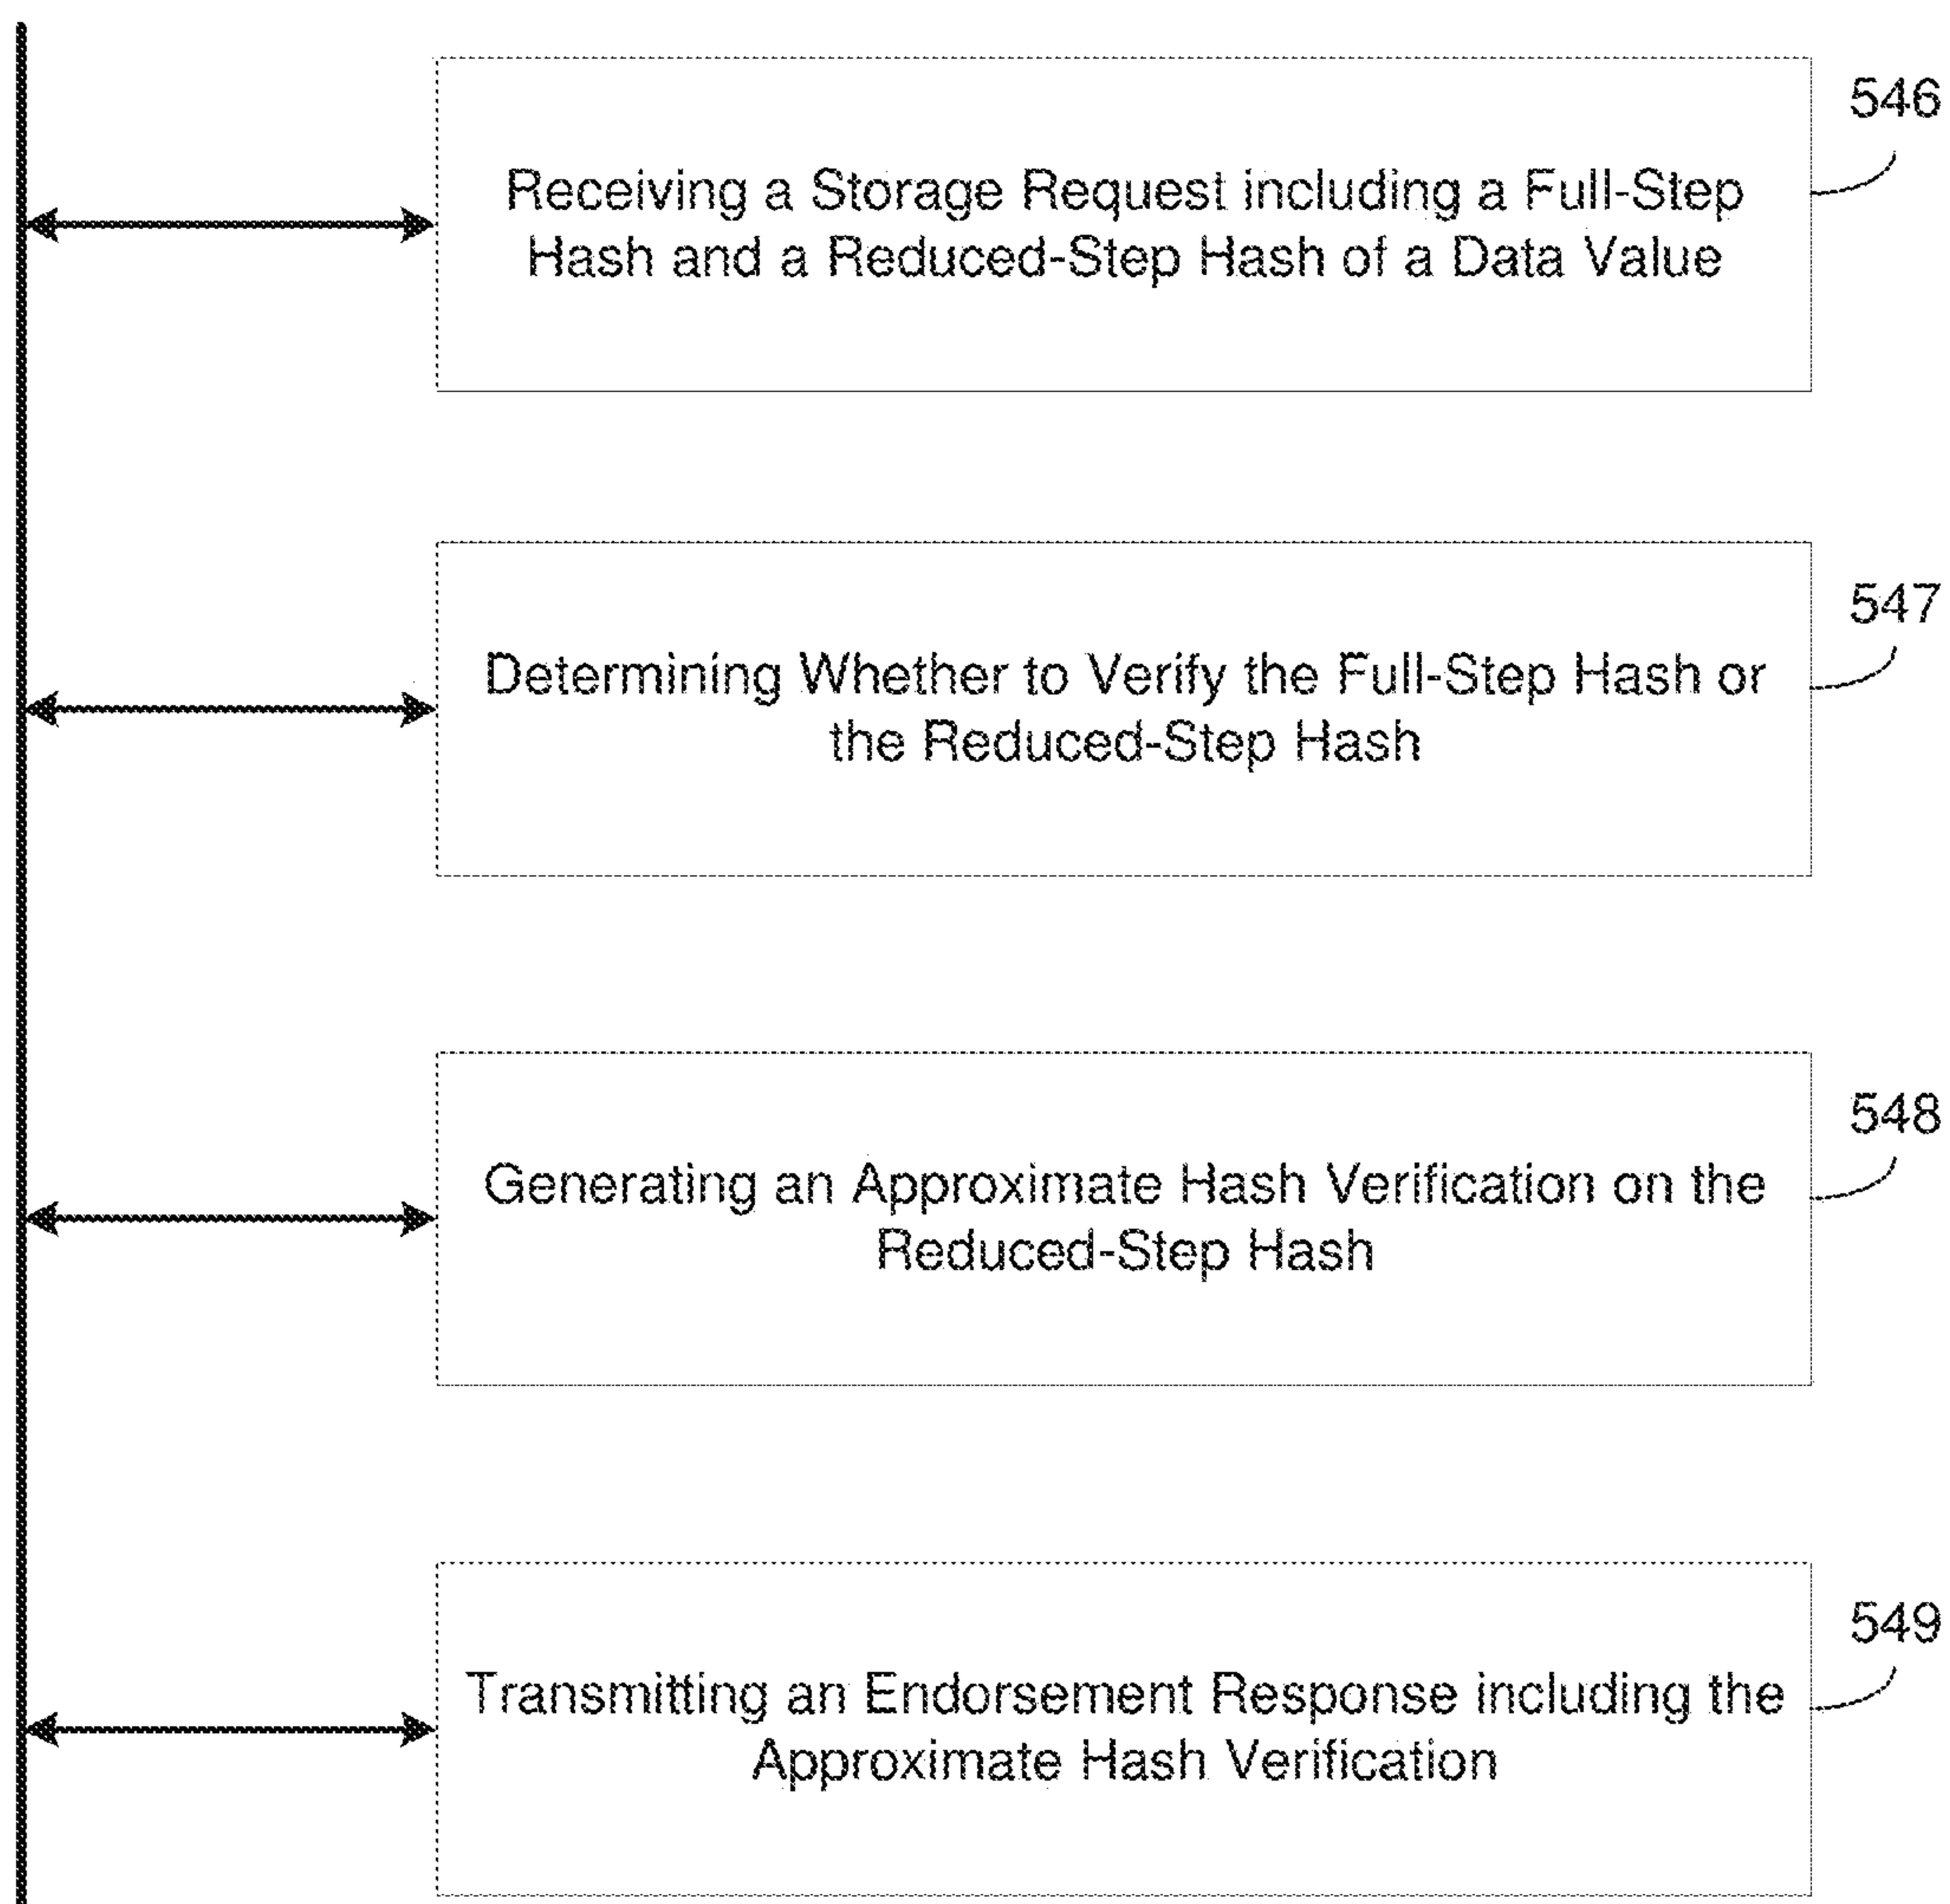 546
Receiving a Storage Request including a Full-Step
Hash and a Reduced-Step Hash of a Data Value
547
Determining Whether to Verify the Full-Step Hash or
the Reduced-Step Hash
548
Generating an Approximate Hash Verification on the
Reduced-Step Hash
549
Transmitting an Endorsement Response including the
Approximate Hash Verification